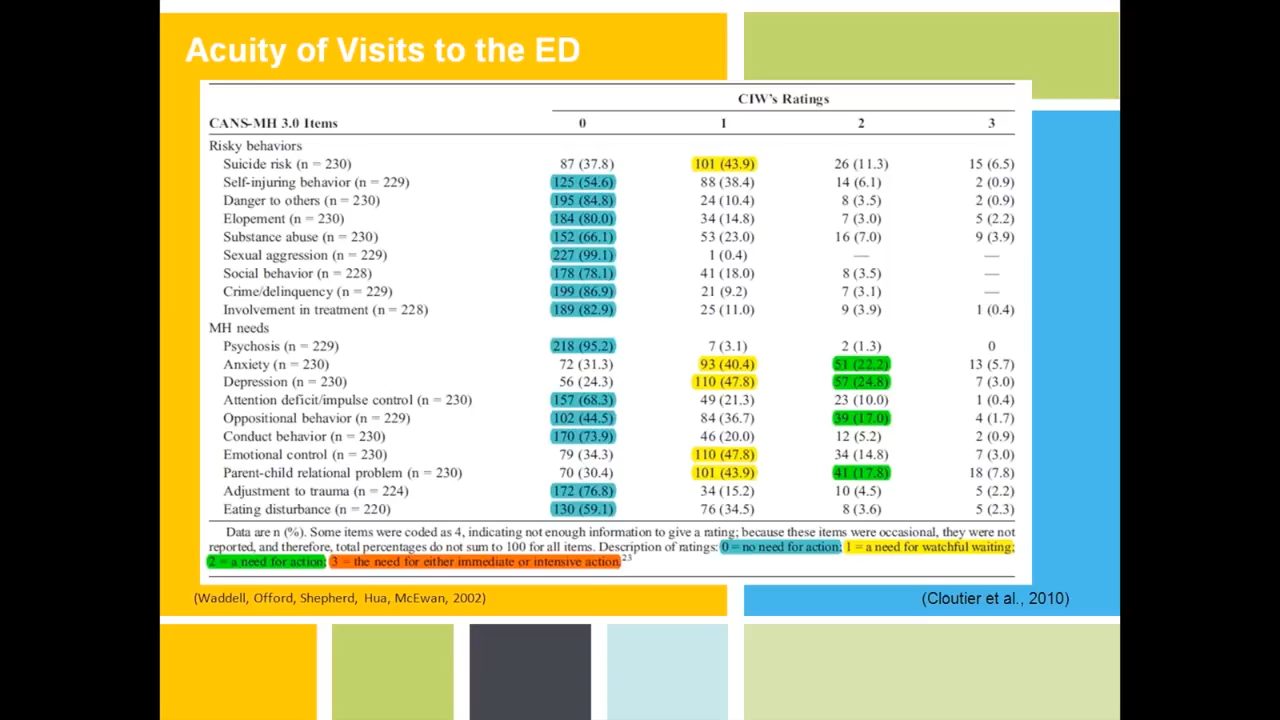 Acuity of Visits to the ED
CIW's Ratings
CANS-MH 3.0 Items 0 1 2 3
Risky behaviors
Suicide risk (n = 230) 87 (37.8) 101 (43.9) 26 (11.3) 15 (6.5)
Self-injuring behavior (n = 229) 125 (54.6) 88 (38.4) 14 (6.1) 2 (0.9)
Danger to others (n = 230) 195 (84.8) 24 (10.4) 8 (3.5) 2 (0.9)
Elopement (n = 230) 184 (80.0) 34 (14.8) 7 (3.0) 5 (2.2)
Substance abuse (n = 230) 152 (66.1) 53 (23.0) 16 (7.0) 9 (3.9)
Sexual aggression (n = 229) 227 (99.1) 1 (0.4) — —
Social behavior (n = 228) 178 (78.1) 41 (18.0) 8 (3.5) —
Crime/delinquency (n = 229) 199 (86.9) 21 (9.2) 7 (3.1) —
Involvement in treatment (n = 228) 189 (82.9) 25 (11.0) 9 (3.9) 1 (0.4)
MH needs
Psychosis (n = 229) 218 (95.2) 7 (3.1) 2 (1.3) 0
Anxiety (n = 230) 72 (31.3) 93 (40.4) 51 (22.2) 13 (5.7)
Depression (n = 230) 56 (24.3) 110 (47.8) 57 (24.8) 7 (3.0)
Attention deficit/impulse control (n = 230) 157 (68.3) 49 (21.3) 23 (10.0) 1 (0.4)
Oppositional behavior (n = 229) 102 (44.5) 84 (36.7) 39 (17.0) 4 (1.7)
Conduct behavior (n = 230) 170 (73.9) 46 (20.0) 12 (5.2) 2 (0.9)
Emotional control (n = 230) 79 (34.3) 110 (47.8) 34 (14.8) 7 (3.0)
Parent-child relational problem (n = 230) 70 (30.4) 101 (43.9) 41 (17.8) 18 (7.8)
Adjustment to trauma (n = 224) 172 (76.8) 34 (15.2) 10 (4.5) 5 (2.2)
Eating disturbance (n = 220) 130 (59.1) 76 (34.5) 8 (3.6) 5 (2.3)
Data are n (%). Some items were coded as 4, indicating not enough information to give a rating; because these items were occasional, they were not
reported, and therefore, total percentages do not sum to 100 for all items. Description of ratings: 0 = no need for action; 1 = a need for watchful waiting;
2 = a need for action; 3 = the need for either immediate or intensive action.23
(Waddell, Offord, Shepherd, Hua, McEwan, 2002)
(Cloutier et al., 2010)